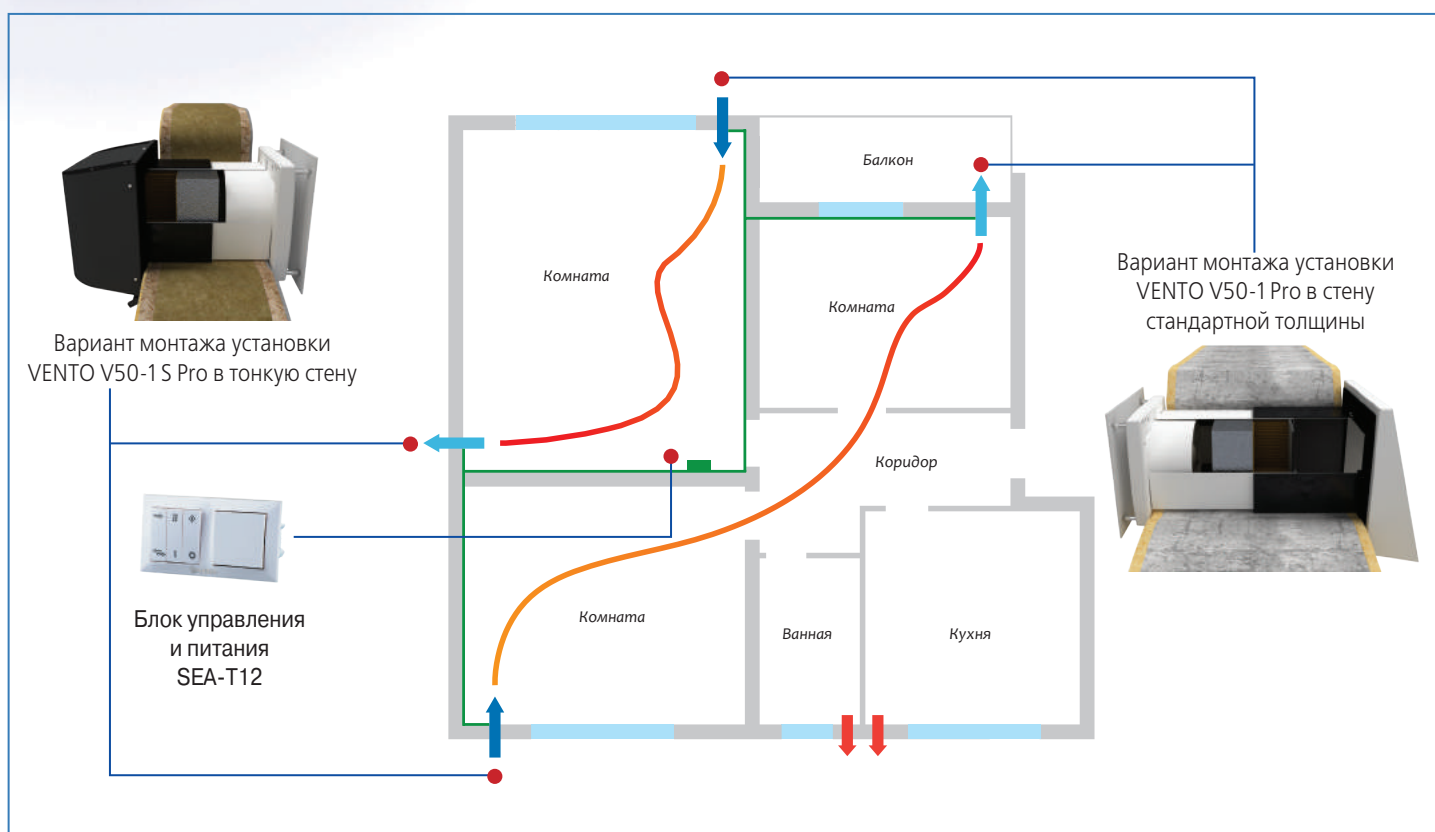 Вариант монтажа установки
VENTO V50-1 S Pro в тонкую стену
Блок управления
и питания
SEA-T12
Балкон
Комната
Комната
Коридор
Комната
Ванная
Кухня
Вариант монтажа установки
VENTO V50-1 Pro в стену
стандартной толщины